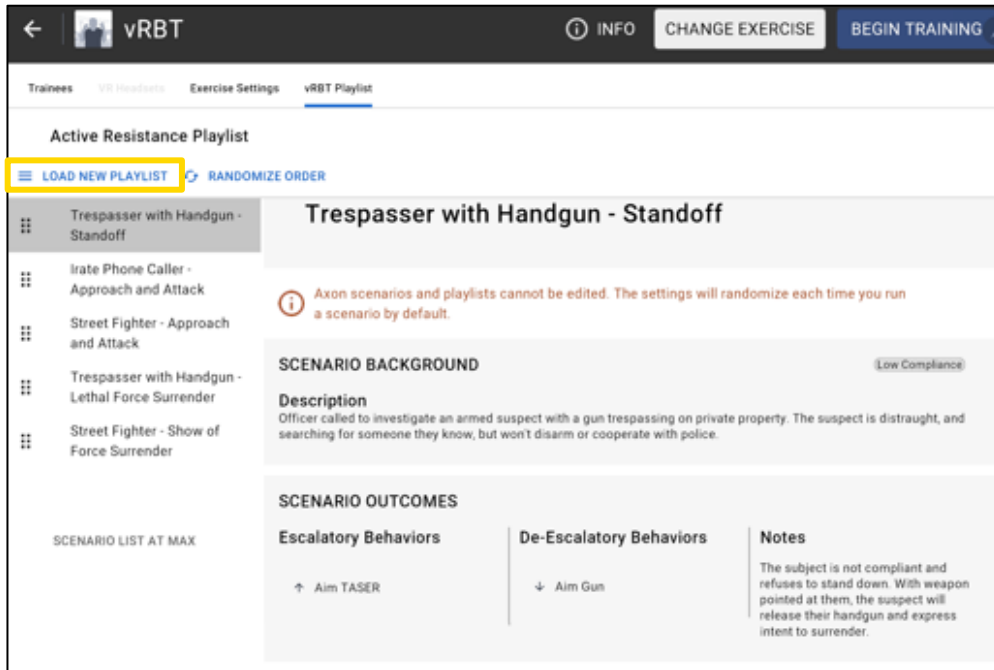 vRBT
INFO
CHANGE EXERCISE
BEGIN TRAINING
Trainees
VR Headsets
Exercise Settings
vRBT Playlist
Active Resistance Playlist
LOAD NEW PLAYLIST
RANDOMIZE ORDER
Trespasser with Handgun -
Standoff
Irate Phone Caller -
Approach and Attack
Street Fighter - Approach
and Attack
Trespasser with Handgun -
Lethal Force Surrender
Street Fighter - Show of
Force Surrender
SCENARIO LIST AT MAX
Trespasser with Handgun - Standoff
Axon scenarios and playlists cannot be edited. The settings will randomize each time you run
a scenario by default.
SCENARIO BACKGROUND
Low Compliance
Description
Officer called to investigate an armed suspect with a gun trespassing on private property. The suspect is distraught, and
searching for someone they know, but won't disarm or cooperate with police.
SCENARIO OUTCOMES
Escalatory Behaviors
Aim TASER
De-Escalatory Behaviors
Aim Gun
Notes
The subject is not compliant and
refuses to stand down. With weapon
pointed at them, the suspect will
release their handgun and express
intent to surrender.